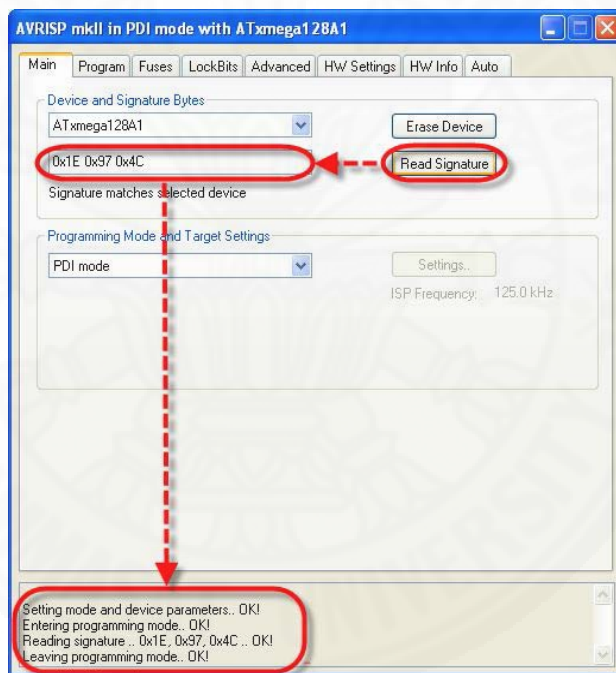 AVRISP mkII in PDI mode with ATxmega128A1
Main Program Fuses LockBits Advanced HW Settings HW Info Auto
Device and Signature Bytes
ATxmega128A1 Erase Device
0x1E 0x97 0x4C Read Signature
Signature matches selected device
Programming Mode and Target Settings
PDI mode Settings..
ISP Frequency: 125.0 kHz
Setting mode and device parameters.. OK!
Entering programming mode.. OK!
Reading signature .. 0x1E, 0x97, 0x4C .. OK!
Leaving programming mode.. OK!